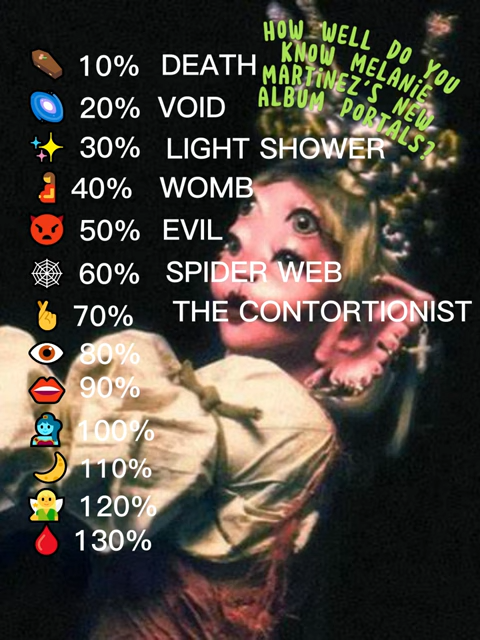 HOW WELL DO YOU
KNOW MELANiE
MARTiNEZ'S NEW
ALBUM PORTALS?
10% DEATH
20% VOID
30% LIGHT SHOWER
40% WOMB
50% EVIL
60% SPIDER WEB
70% THE CONTORTIONIST
80%
90%
100%
110%
120%
130%